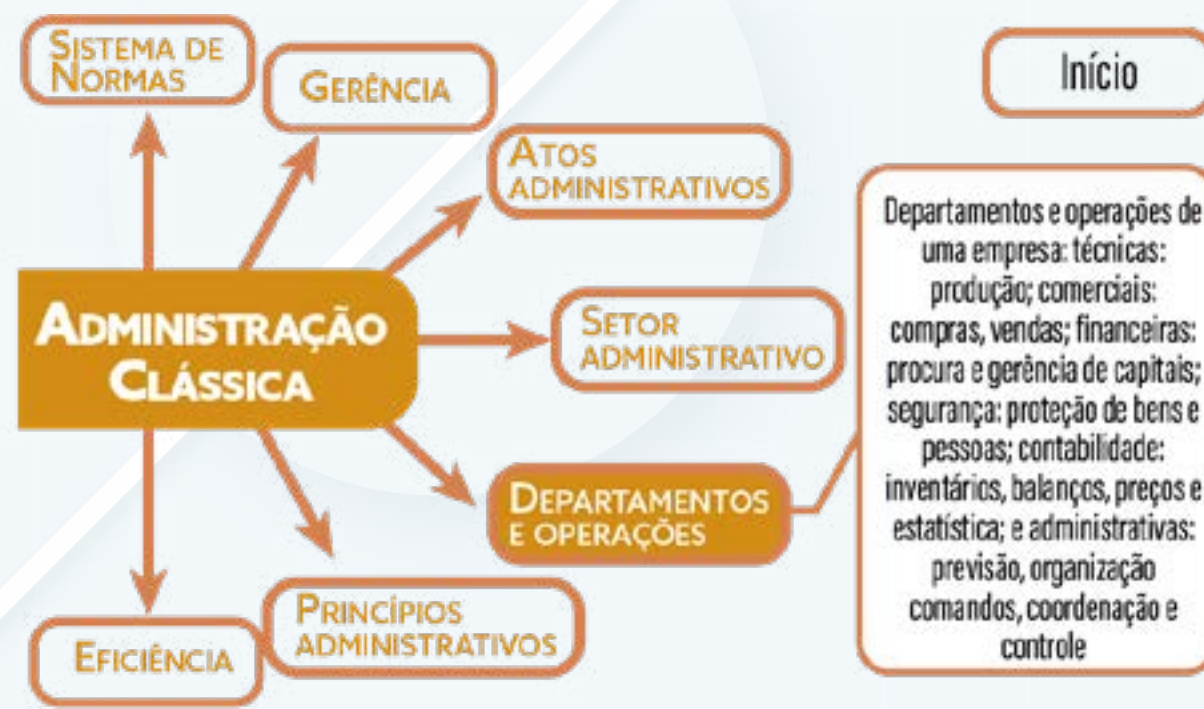 SISTEMA DE
NORMAS
GERÊNCIA
Início
ATOS
ADMINISTRATIVOS
ADMINISTRAÇÃO
CLÁSSICA
SETOR
ADMINISTRATIVO
DEPARTAMENTOS
E OPERAÇÕES
PRINCÍPIOS
ADMINISTRATIVOS
EFICIÊNCIA
Departamentos e operações de
uma empresa: técnicas:
produção; comerciais:
compras, vendas; financeiras:
procura e gerência de capitais;
segurança: proteção de bens e
pessoas; contabilidade:
inventários, balanços, preços e
estatística; e administrativas:
previsão, organização
comandos, coordenação e
controle